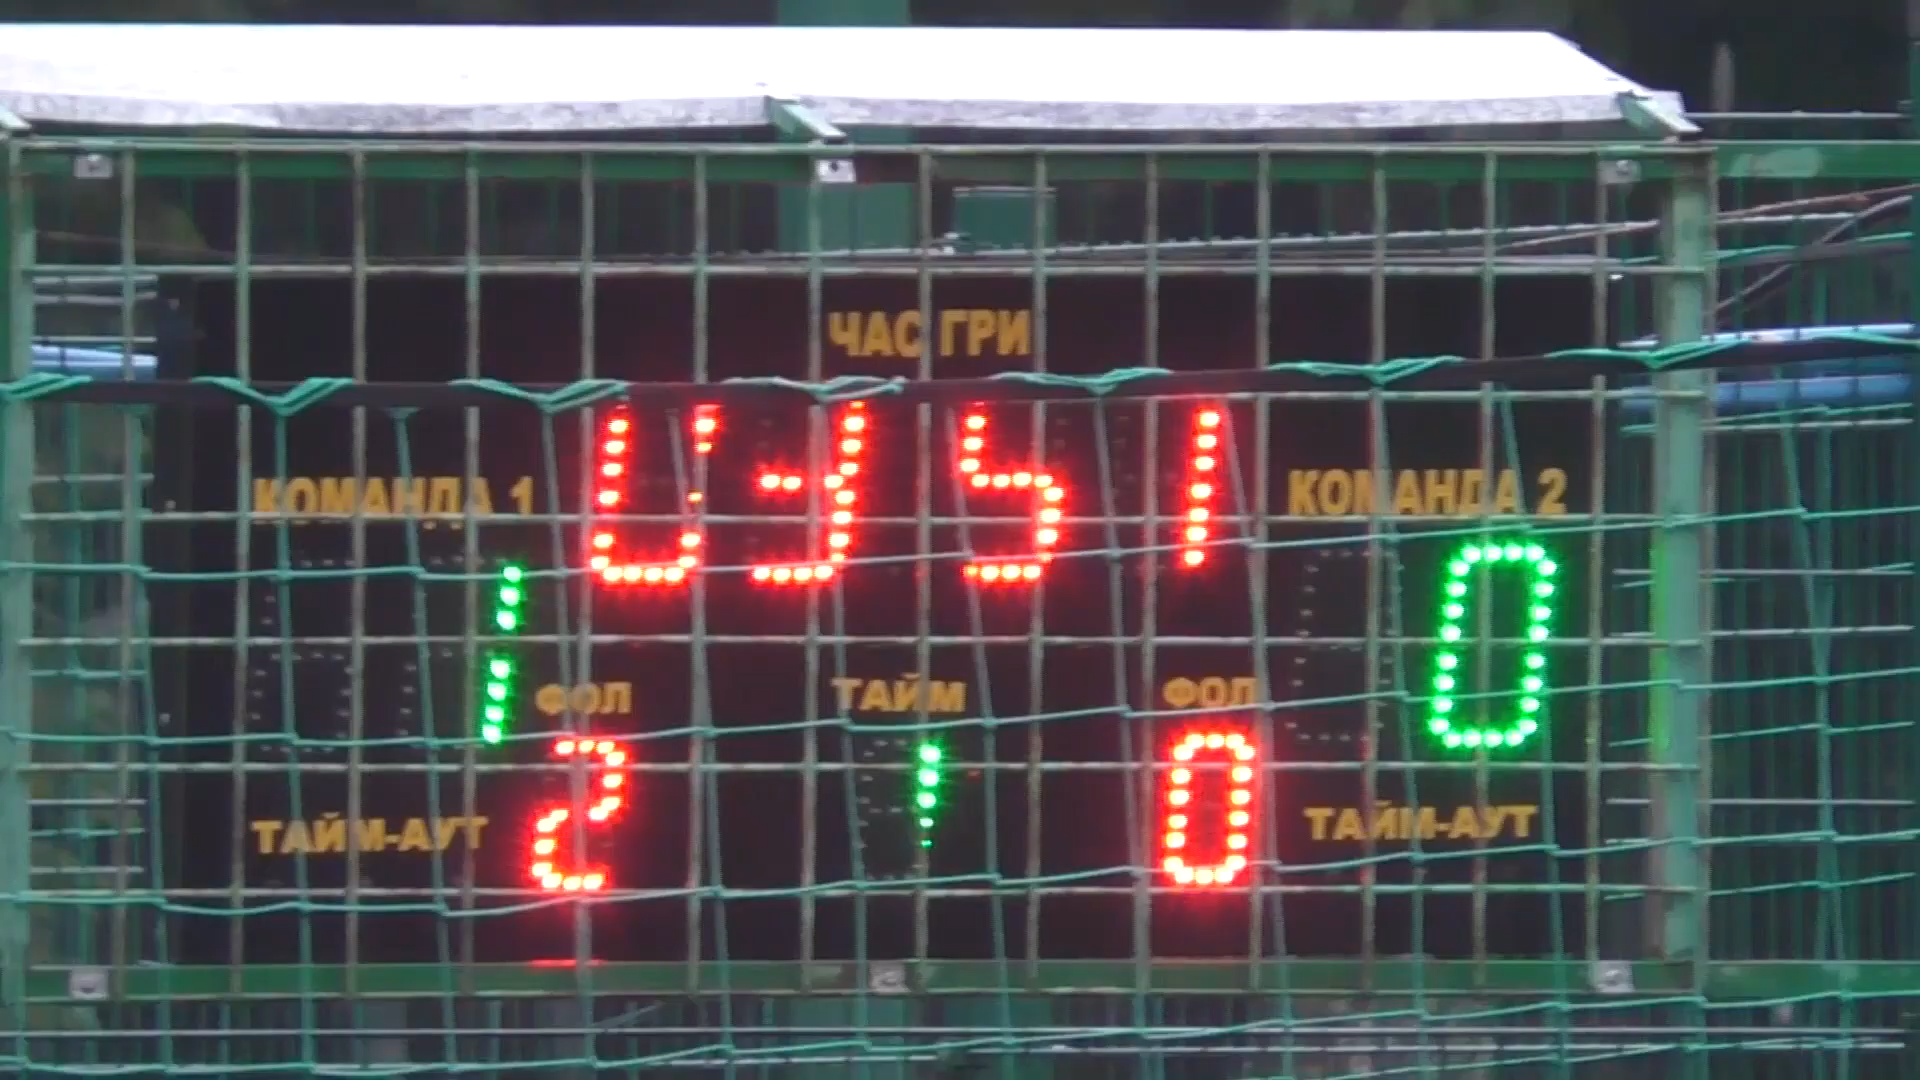 ЧАС ГРИ
03 51
КОМАНДА 1
КОМАНДА 2
1
0
ФОЛ
ТАЙМ
ФОЛ
2
1
0
ТАЙМ-АУТ
ТАЙМ-АУТ